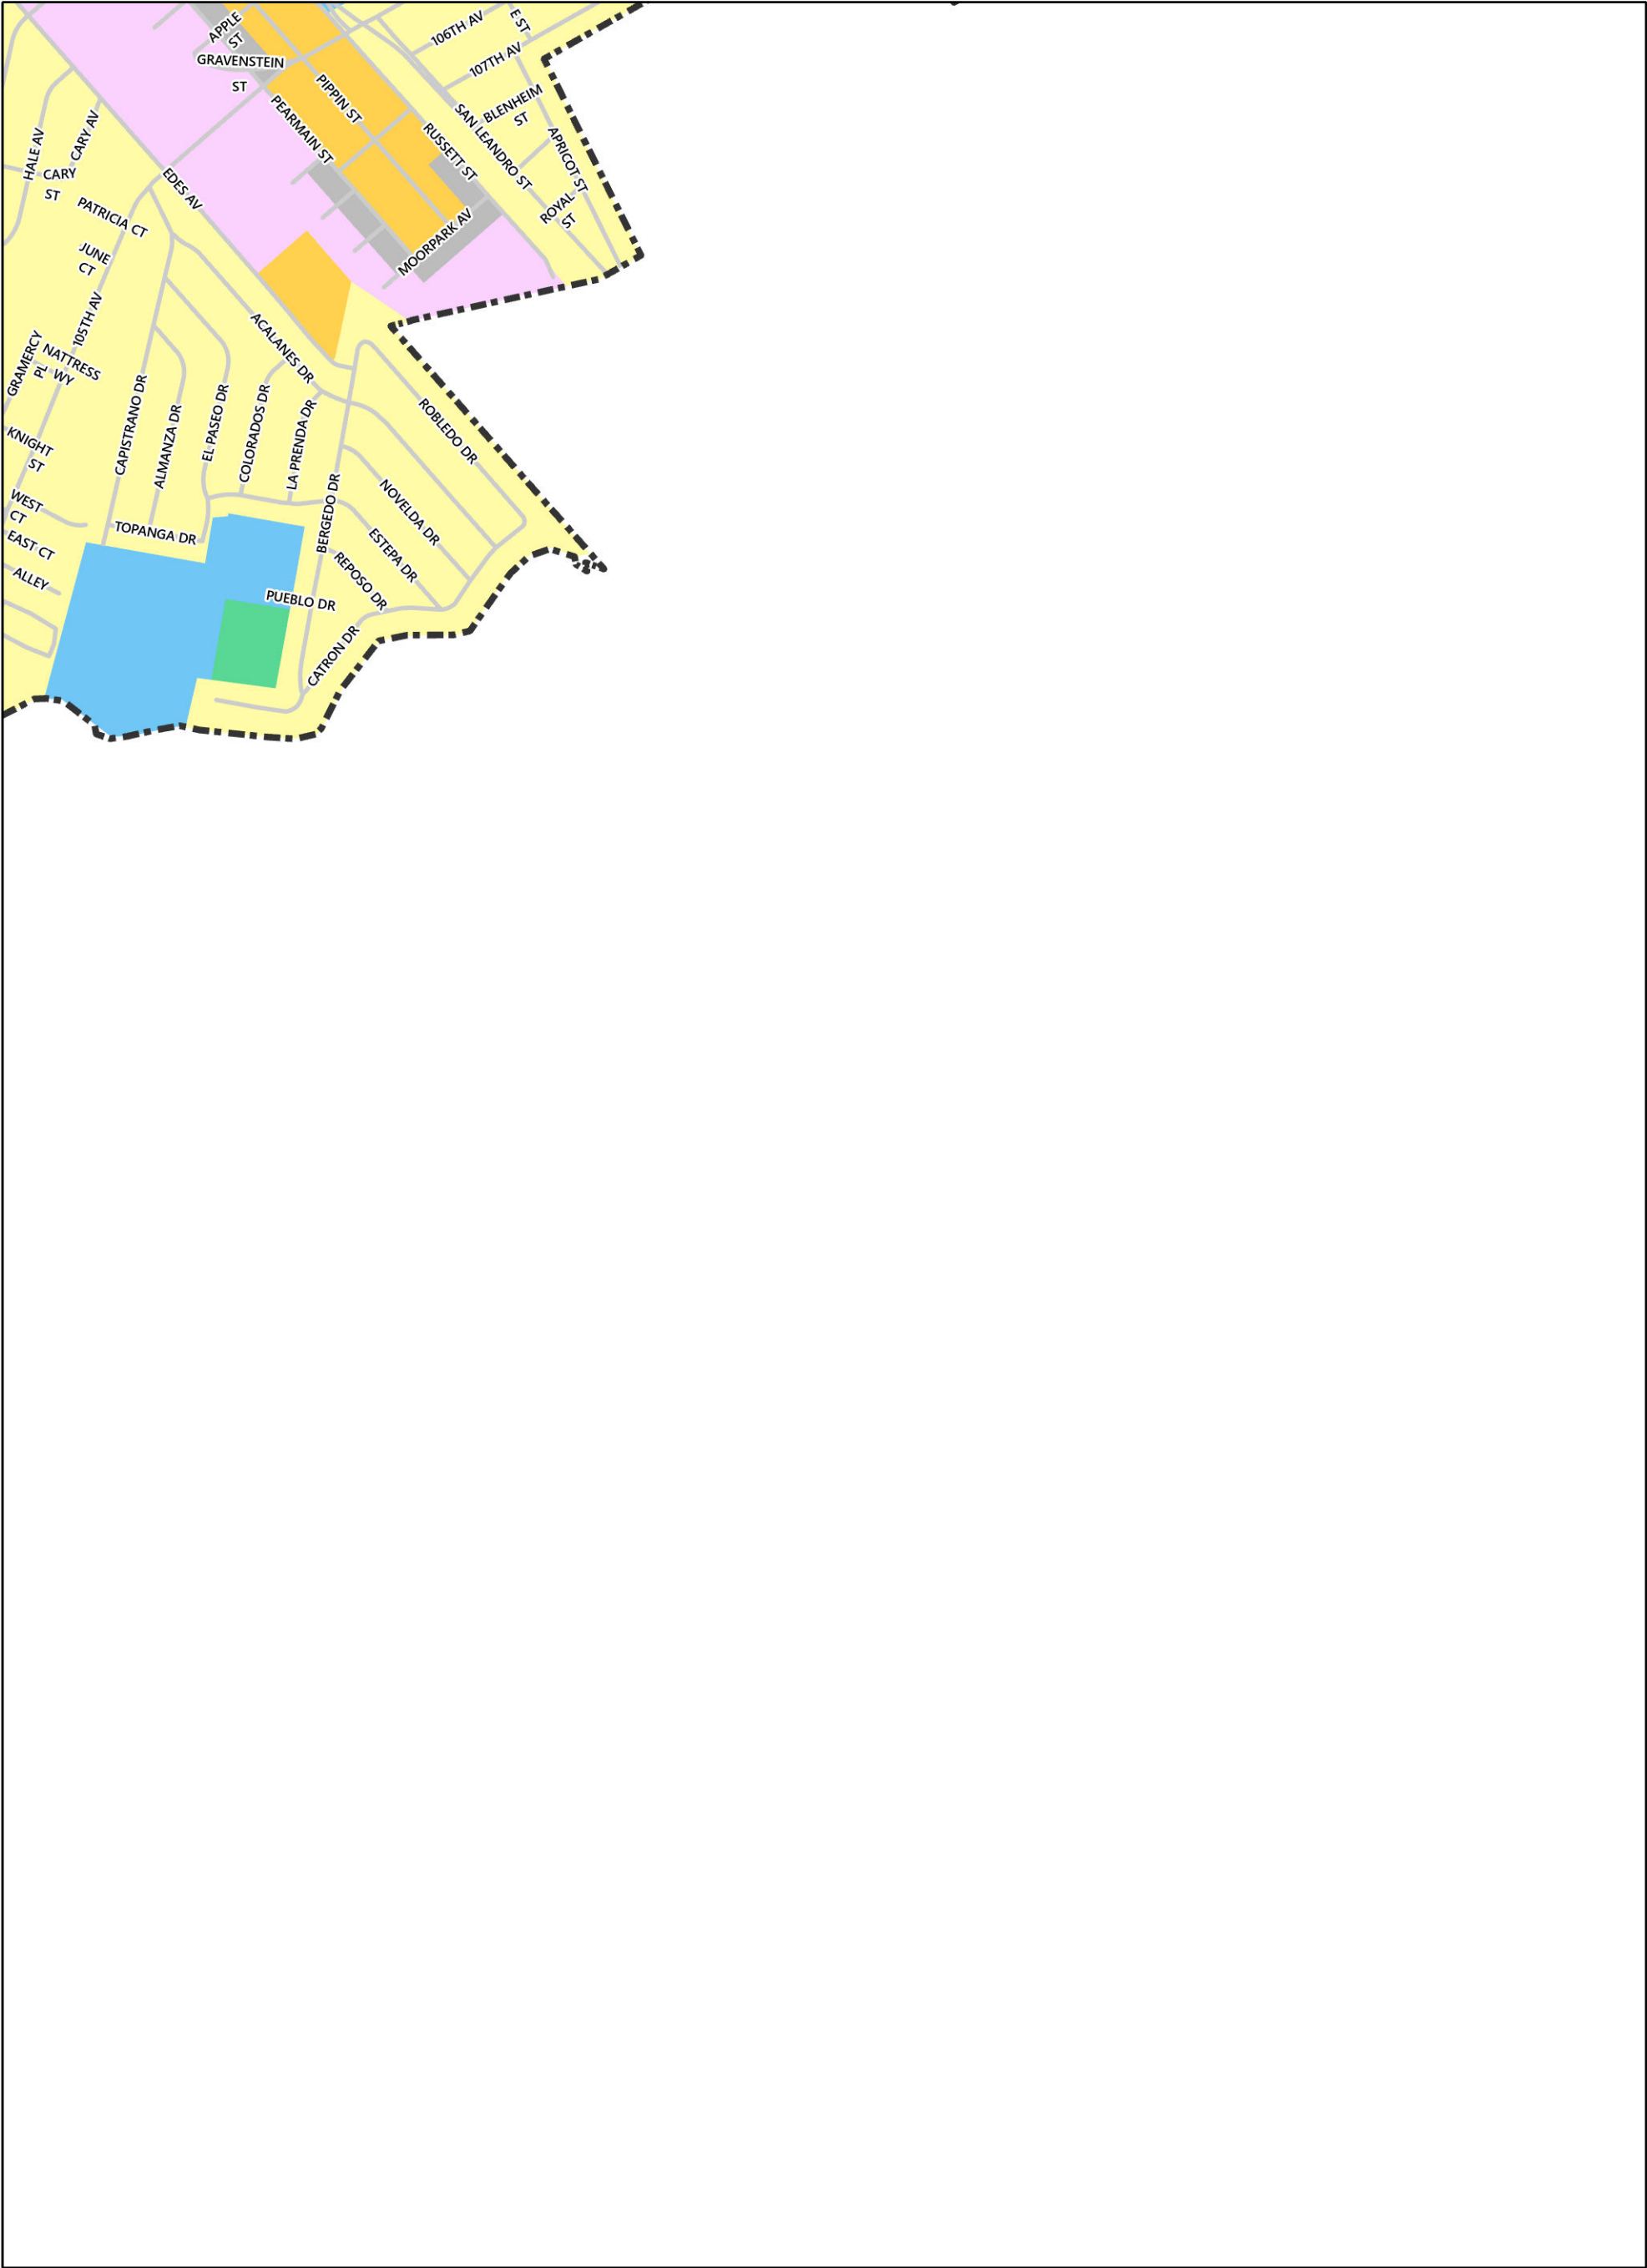 APPLE
ST
106TH AV
E ST
107TH AV
GRAVENSTEIN
ST
PIPPIN ST
PEARMAIN ST
BLENHEIM
ST
SAN LEANDRO ST
RUSSETT ST
APRICOT ST
HALE AV
CARY AV
CARY
ST
EDES AV
PATRICIA CT
ROYAL
ST
MOORPARK AV
JUNE
CT
105TH AV
ACALANES DR
GRAMERCY
PL
NATTRESS
WY
CAPISTRANO DR
ALMANZA DR
EL PASEO DR
COLORADOS DR
LA PRENDA DR
ROBLEDO DR
KNIGHT
ST
BERGEDO DR
NOVELDA DR
WEST
CT
TOPANGA DR
ESTEPA DR
EAST CT
REPOSO DR
ALLEY
PUEBLO DR
CATRON DR